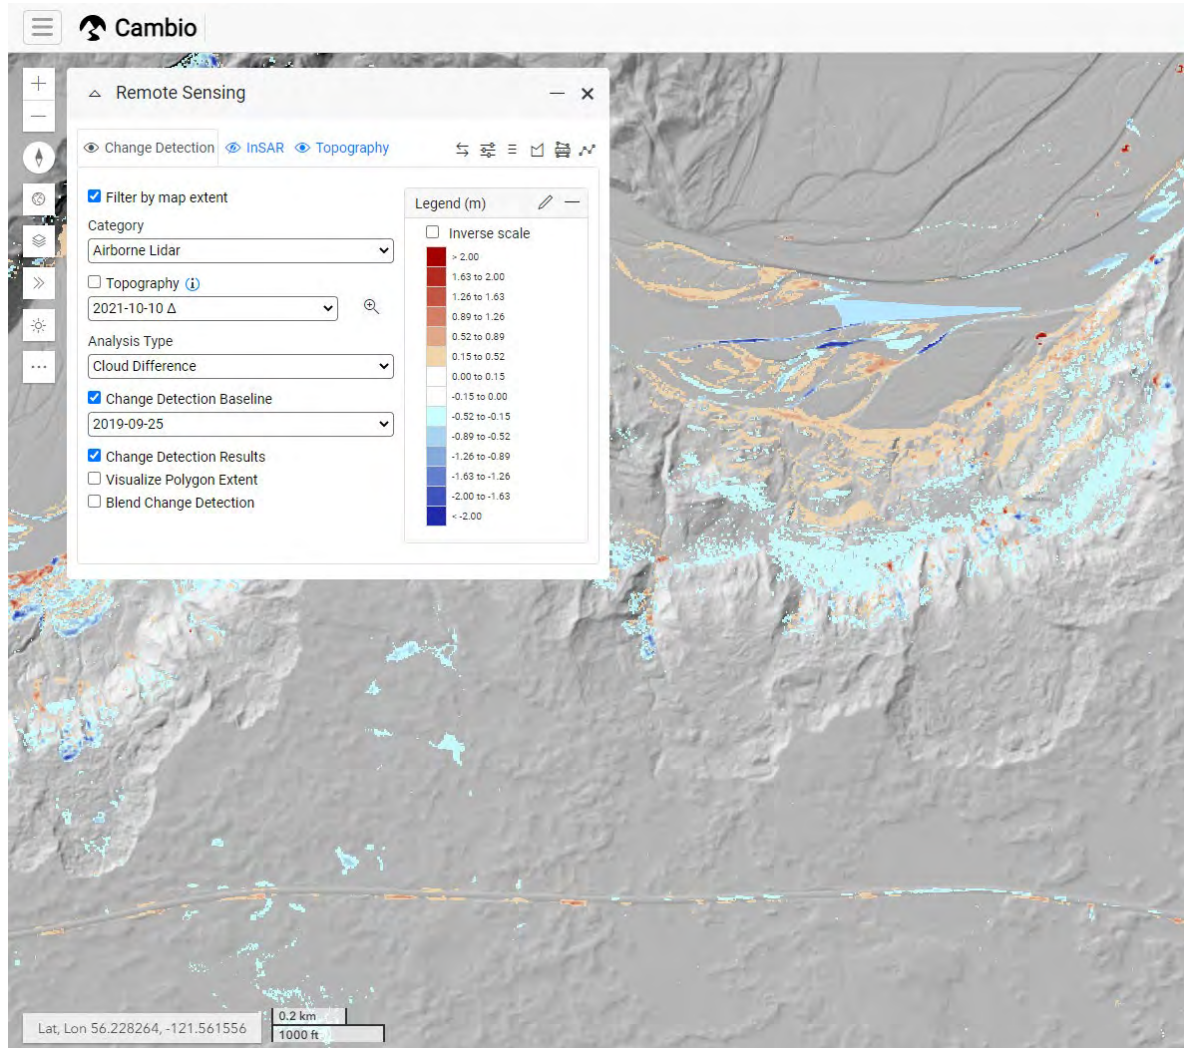 Cambio
Remote Sensing
Change Detection InSAR Topography
Filter by map extent
Category
Airborne Lidar
Topography
2021-10-10 Δ
Analysis Type
Cloud Difference
Change Detection Baseline
2019-09-25
Change Detection Results
Visualize Polygon Extent
Blend Change Detection
Legend (m)
Inverse scale
> 2.00
1.63 to 2.00
1.26 to 1.63
0.89 to 1.26
0.52 to 0.89
0.15 to 0.52
0.00 to 0.15
-0.15 to 0.00
-0.52 to -0.15
-0.89 to -0.52
-1.26 to -0.89
-1.63 to -1.26
-2.00 to -1.63
< -2.00
Lat, Lon 56.228264, -121.561556
0.2 km
1000 ft